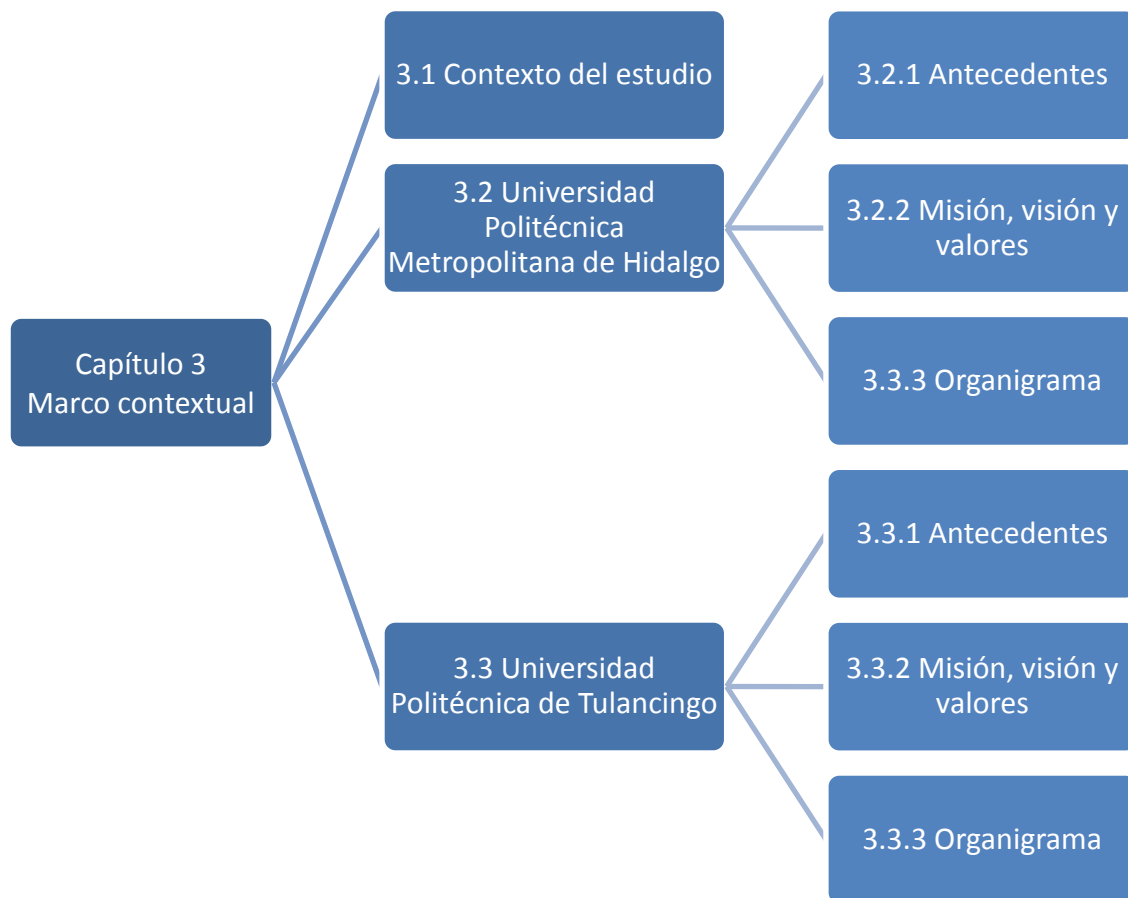 Capítulo 3
Marco contextual
3.1 Contexto del estudio
3.2 Universidad
Politécnica
Metropolitana de Hidalgo
3.2.1 Antecedentes
3.2.2 Misión, visión y
valores
3.3.3 Organigrama
3.3 Universidad
Politécnica de Tulancingo
3.3.1 Antecedentes
3.3.2 Misión, visión y
valores
3.3.3 Organigrama